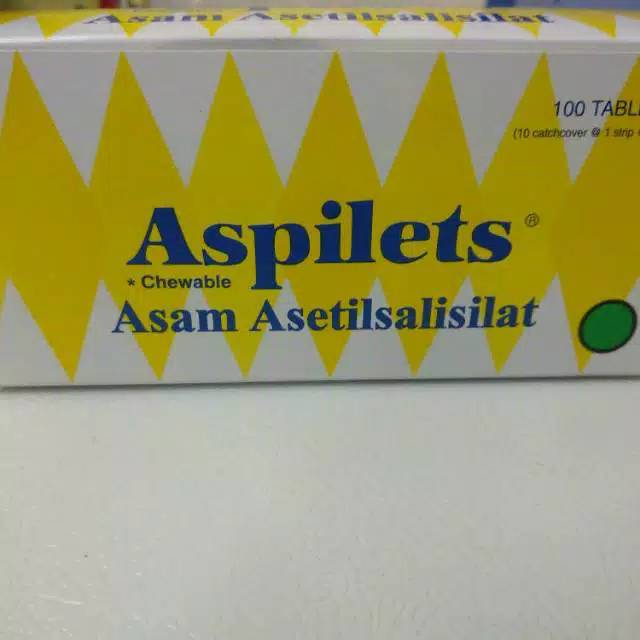 Asam Asetilsalisilat
100 TABL
(10 catchcover @ 1 strip
Aspilets ®
* Chewable
Asam Asetilsalisilat